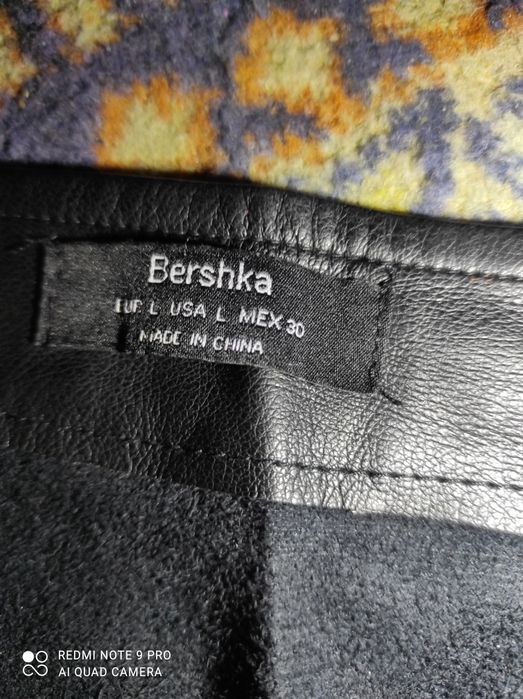 Bershka
EUR L USA L MEX 30
MADE IN CHINA
REDMI NOTE 9 PRO
AI QUAD CAMERA